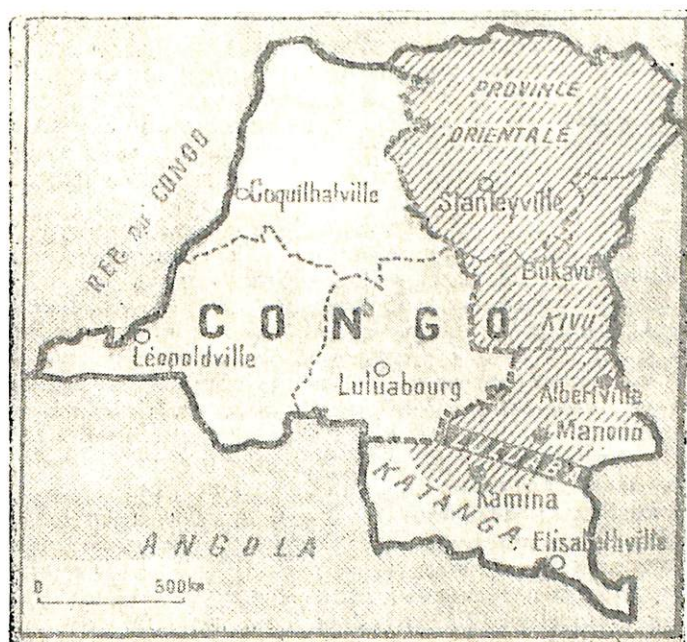 PROVINCE
ORIENTALE
REP. DU CONGO
Coquilhatville
Stanleyville
Bukavu
CONGO
KIVU
Léopoldville
Luluabourg
Albertville
Manono
LUALABA
KATANGA
Kamina
ANGOLA
Elisabethville
0 500km